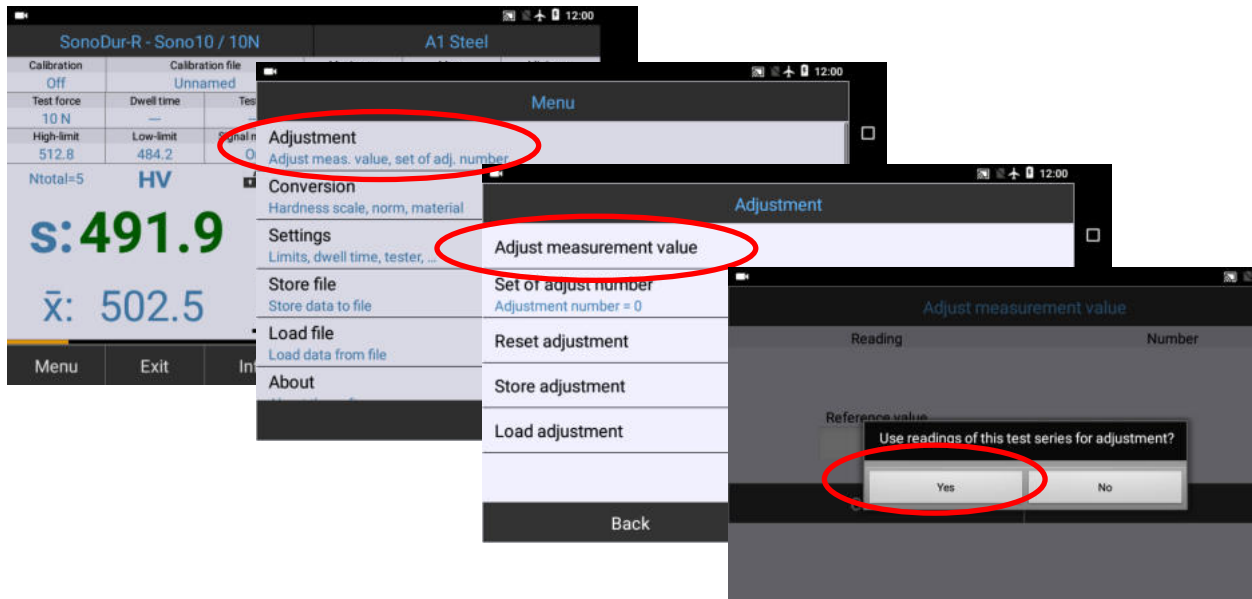 12:00
SonoDur-R - Sono10 / 10N
A1 Steel
Calibration
Calibration file
Off
Unnamed
Test force
Dwell time
10 N
—
High-limit
Low-limit
512.8
484.2
Ntotal=5
HV
s:491.9
x̄: 502.5
Menu
Exit
12:00
Menu
Adjustment
Adjust meas. value, set of adj. number
Conversion
Hardness scale, norm, material
Settings
Limits, dwell time, tester, ...
Store file
Store data to file
Load file
Load data from file
About
12:00
Adjustment
Adjust measurement value
Set of adjust number
Adjustment number = 0
Reset adjustment
Store adjustment
Load adjustment
Back
Adjust measurement value
Reading
Number
Reference value
Use readings of this test series for adjustment?
Yes
No